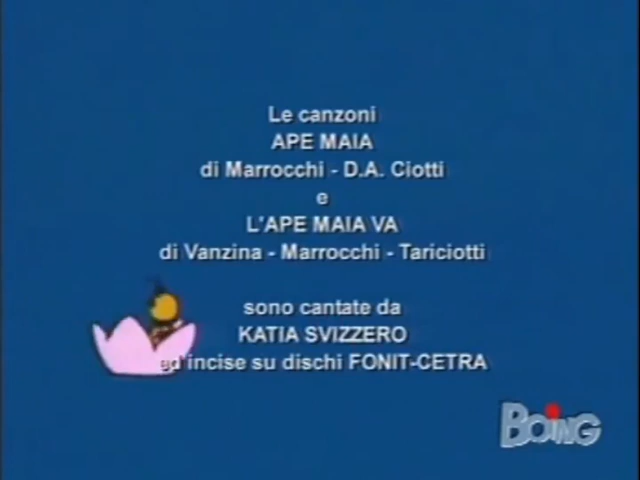 Le canzoni
APE MAIA
di Marrocchi - D.A. Ciotti
e
L'APE MAIA VA
di Vanzina - Marrocchi - Tariciotti
sono cantate da
KATIA SVIZZERO
ed incise su dischi FONIT-CETRA
BOING